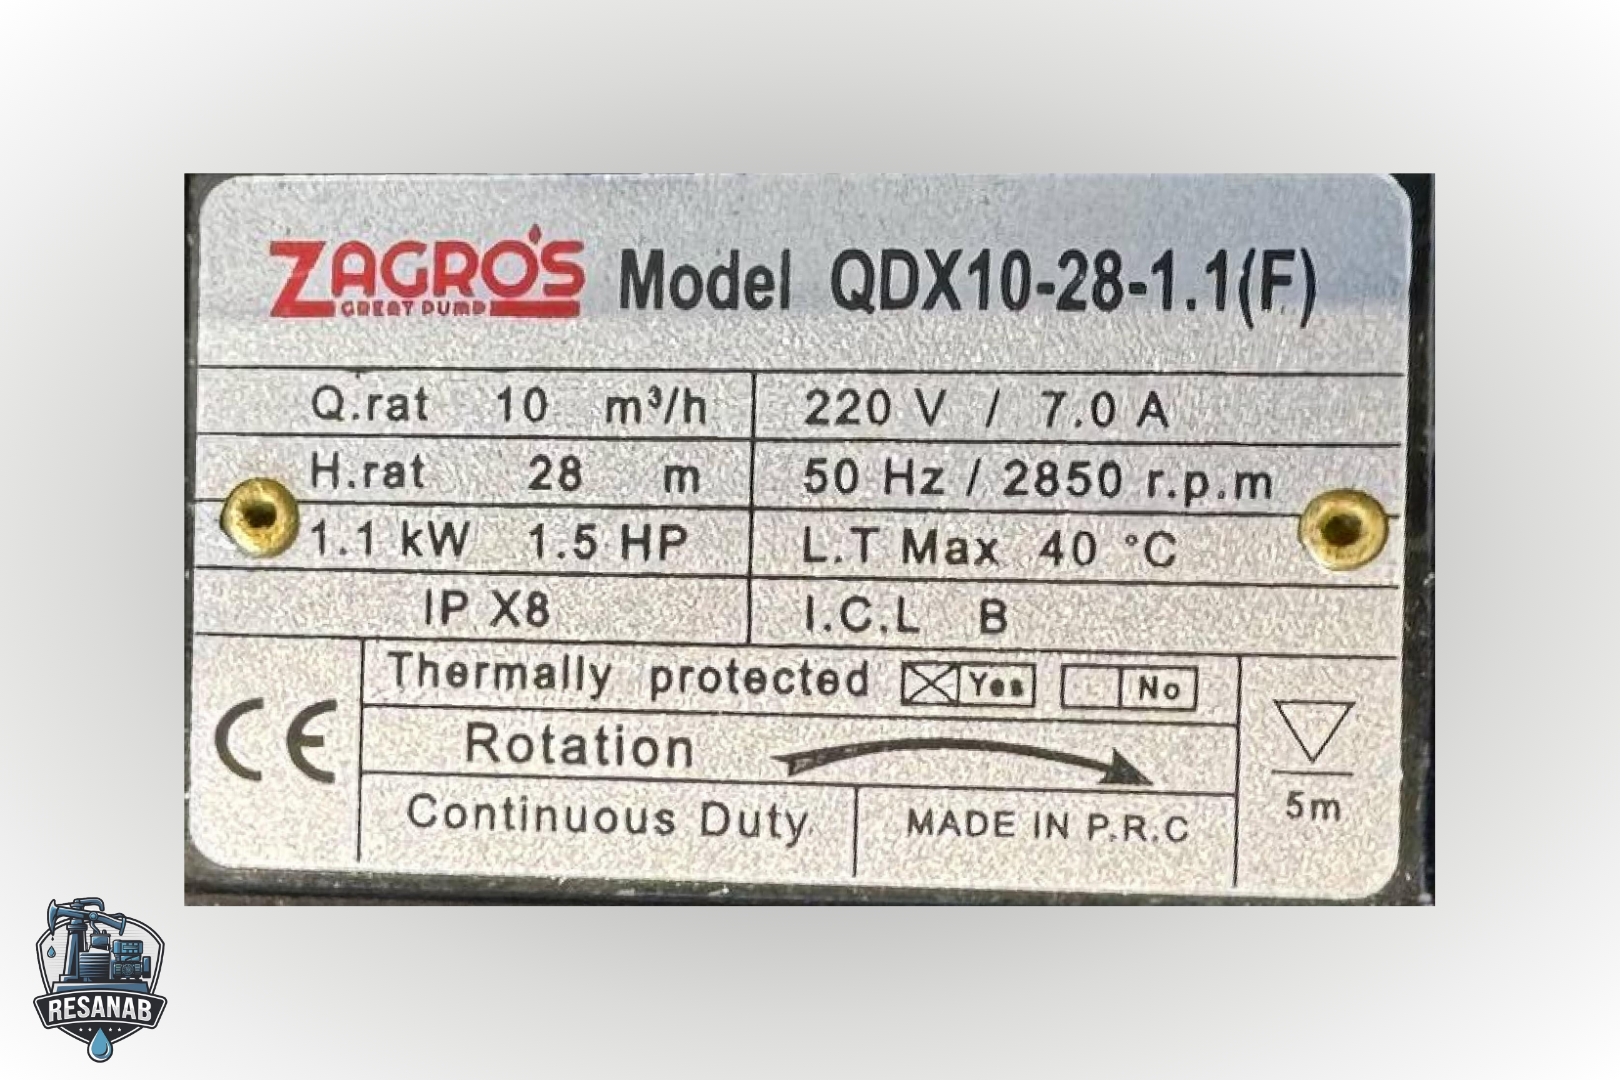 ZAGRO'S
GREAT PUMP
Model QDX10-28-1.1(F)
Q.rat 10 m³/h
220 V / 7.0 A
H.rat 28 m
50 Hz / 2850 r.p.m
1.1 kW 1.5 HP
L.T Max 40 °C
IP X8
I.C.L B
CE
Thermally protected Yes No
Rotation
Continuous Duty
MADE IN P.R.C
5m
RESANAB